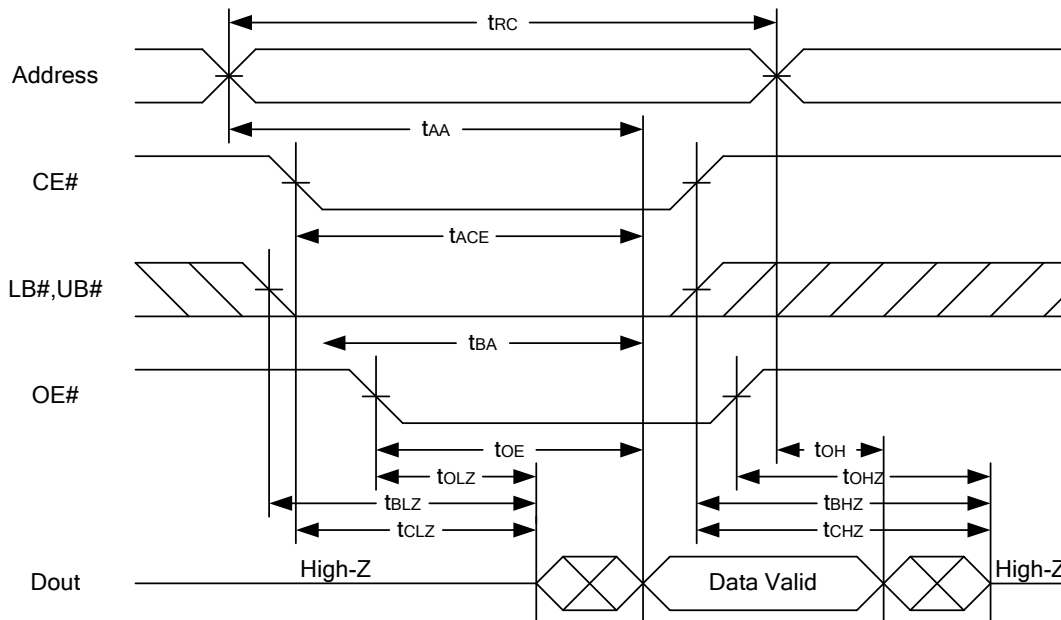 tRC
Address
tAA
CE#
tACE
LB#,UB#
tBA
OE#
tOE
tOH
tOLZ
tOHZ
tBLZ
tBHZ
tCLZ
tCHZ
High-Z
Dout
Data Valid
High-Z